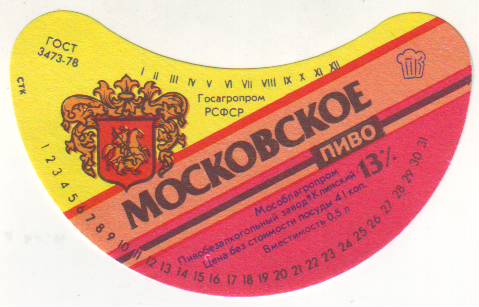 ГОСТ
3473-78
СТК
I II III IV V VI VII VIII IX X XI XII
Госагропром
РСФСР
МОСКОВСКОЕ
ПИВО
13%
Мособлагропром
Пивобезалкогольный завод "Клинский"
Цена без стоимости посуды 41 коп.
Вместимость 0,5 л
1 2 3 4 5 6 7 8 9 10 11 12 13 14 15 16 17 18 19 20 21 22 23 24 25 26 27 28 29 30 31